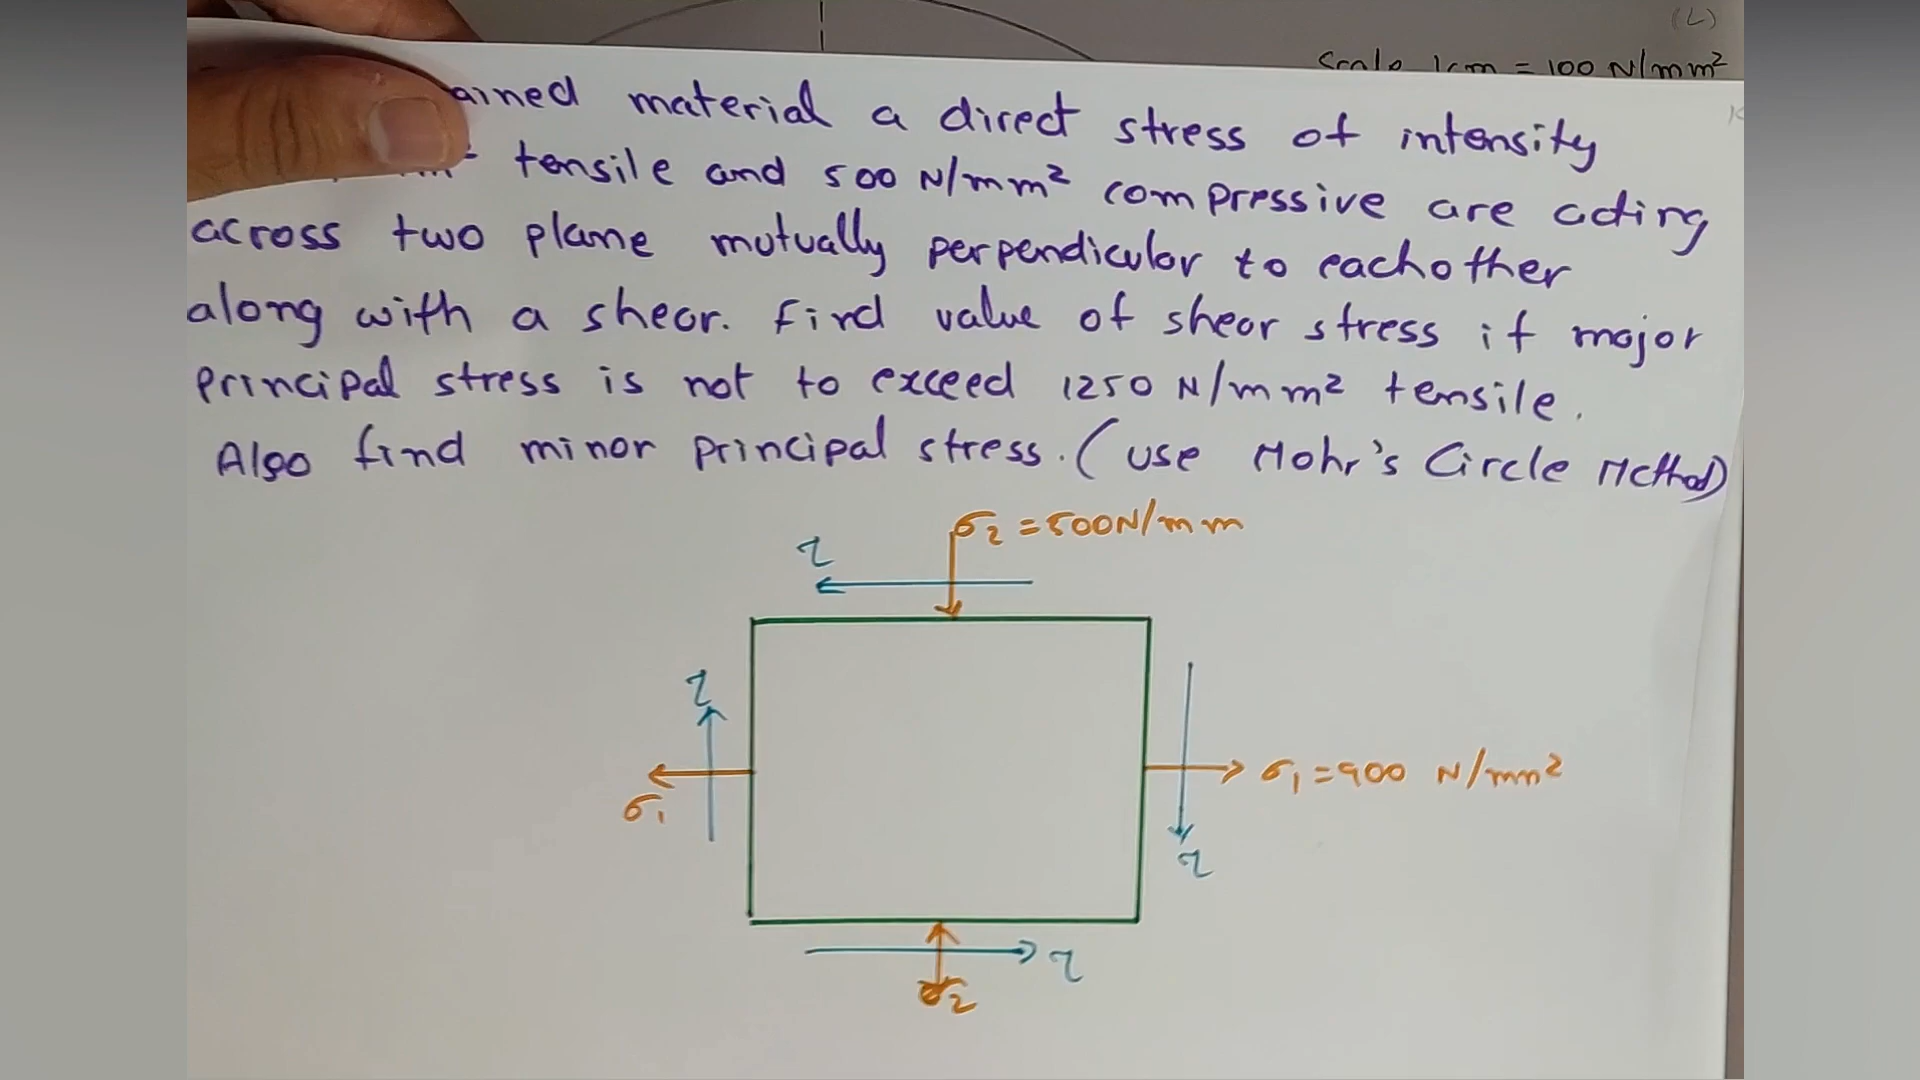 (L)
Scale 1cm = 100 N/mm²
ained material a direct stress of intensity
tensile and 500 N/mm² compressive are acting
across two plane mutually perpendicular to eachother
along with a shear. Find value of shear stress if major
principal stress is not to exceed 1250 N/mm² tensile.
Also find minor principal stress. (use Mohr's Circle Method)
σ₂ = 500N/mm
τ
τ
σ₁ = 900 N/mm²
σ₁
τ
τ
σ₂